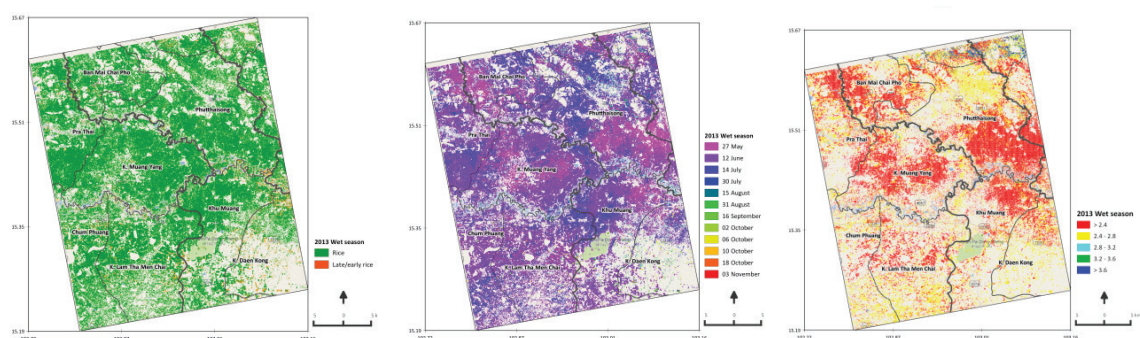 15.67
15.51
15.35
15.19
Ban Mai Chai Pho
Phutthaisong
Pra Thai
K. Muang Yang
Khu Muang
Chum Phuang
K. Lam Tha Men Chai
K. Daen Kong
2013 Wet season
Rice
Late/early rice
15.67
15.51
15.35
15.19
Ban Mai Chai Pho
Phutthaisong
Pra Thai
K. Muang Yang
Khu Muang
Chum Phuang
K. Lam Tha Men Chai
K. Daen Kong
2013 Wet season
27 May
12 June
14 July
30 July
15 August
31 August
16 September
02 October
06 October
10 October
18 October
03 November
15.67
15.51
15.35
15.19
Ban Mai Chai Pho
Phutthaisong
Pra Thai
K. Muang Yang
Khu Muang
Chum Phuang
K. Lam Tha Men Chai
K. Daen Kong
2013 Wet season
> 2.4
2.4 - 2.8
2.8 - 3.2
3.2 - 3.6
> 3.6